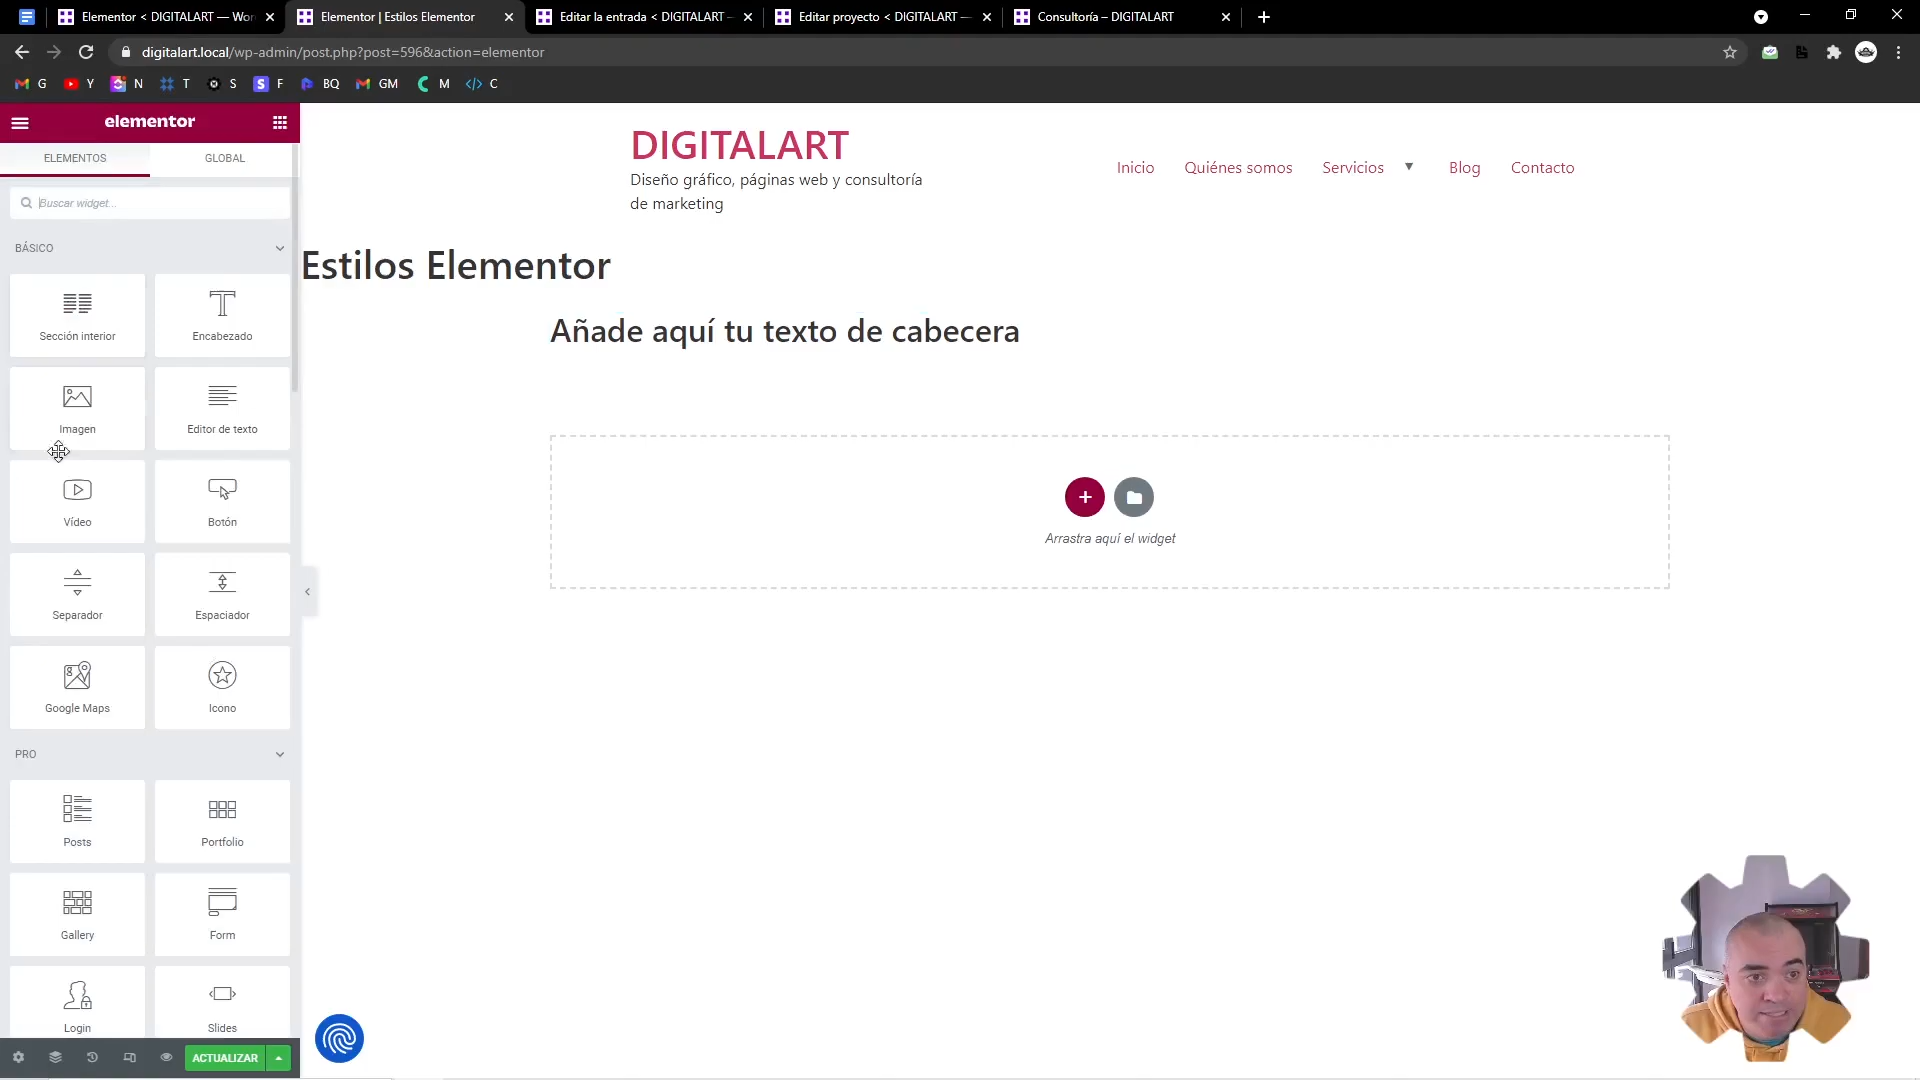 Elementor < DIGITALART — Wor
Elementor | Estilos Elementor
Editar la entrada < DIGITALART –
Editar proyecto < DIGITALART —
Consultoría – DIGITALART
digitalart.local/wp-admin/post.php?post=596&action=elementor
G
Y
N
T
S
F
BQ
GM
M
C
elementor
ELEMENTOS
GLOBAL
Buscar widget...
BÁSICO
Sección interior
Encabezado
Imagen
Editor de texto
Vídeo
Botón
Separador
Espaciador
Google Maps
Icono
PRO
Posts
Portfolio
Gallery
Form
Login
Slides
ACTUALIZAR
DIGITALART
Diseño gráfico, páginas web y consultoría
de marketing
Inicio
Quiénes somos
Servicios
Blog
Contacto
Estilos Elementor
Añade aquí tu texto de cabecera
Arrastra aquí el widget